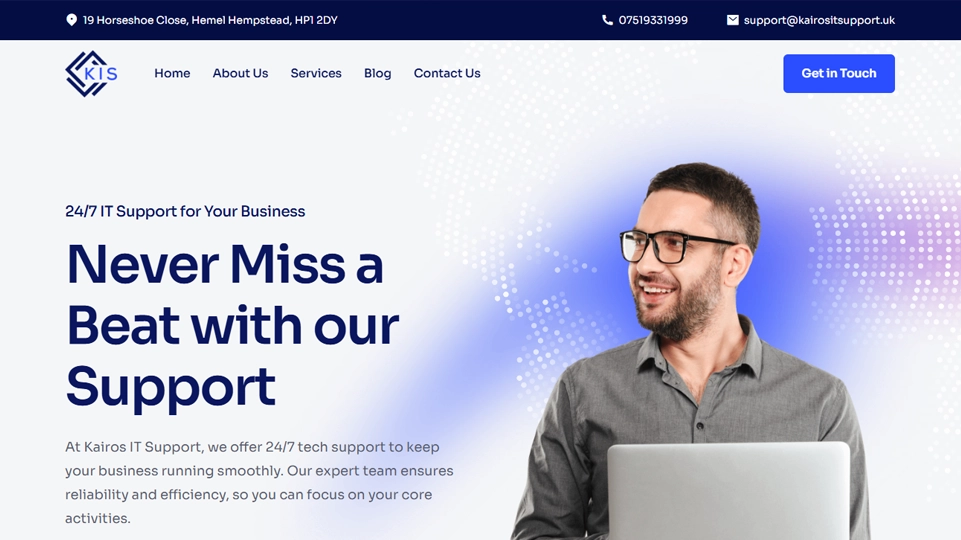 19 Horseshoe Close, Hemel Hempstead, HP1 2DY
07519331999
support@kairositsupport.uk
KIS
Home
About Us
Services
Blog
Contact Us
Get in Touch
24/7 IT Support for Your Business
Never Miss a
Beat with our
Support
At Kairos IT Support, we offer 24/7 tech support to keep
your business running smoothly. Our expert team ensures
reliability and efficiency, so you can focus on your core
activities.